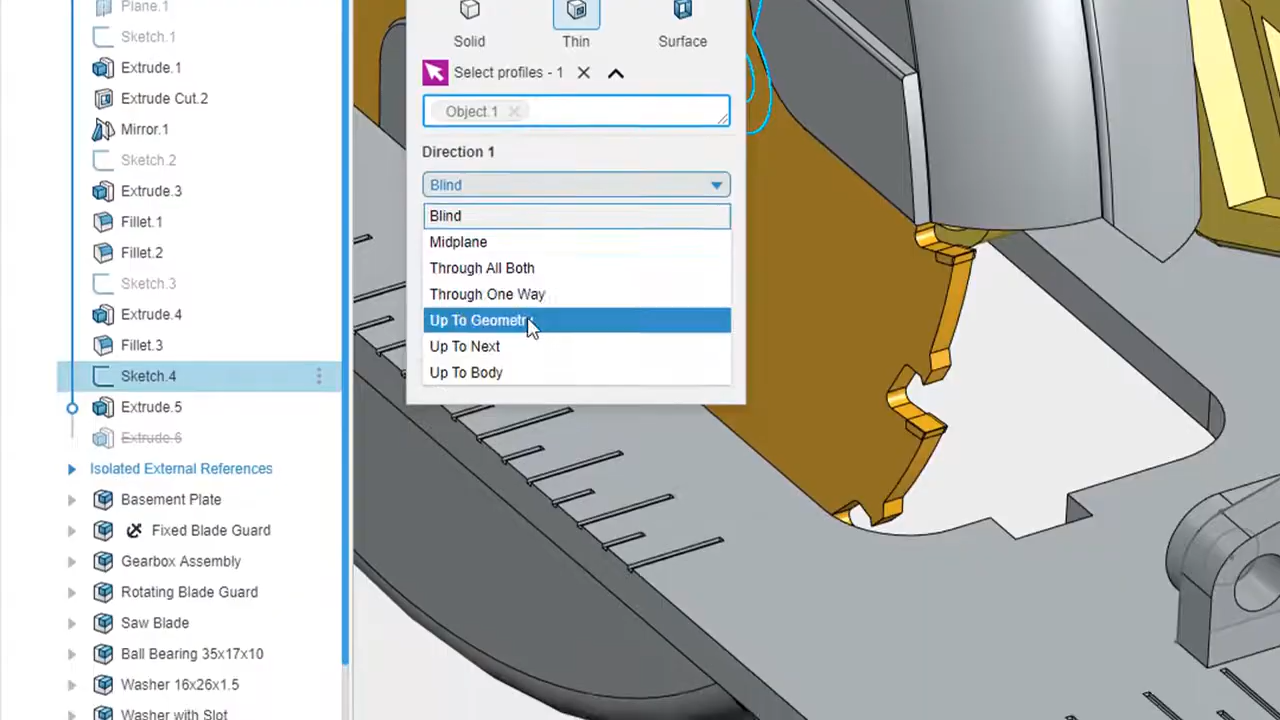 Plane.1
Sketch.1
Extrude.1
Extrude Cut.2
Mirror.1
Sketch.2
Extrude.3
Fillet.1
Fillet.2
Sketch.3
Extrude.4
Fillet.3
Sketch.4
Extrude.5
Extrude.6
Isolated External References
Basement Plate
Fixed Blade Guard
Gearbox Assembly
Rotating Blade Guard
Saw Blade
Ball Bearing 35x17x10
Washer 16x26x1.5
Washer with Slot
Solid Thin Surface
Select profiles - 1
Object.1
Direction 1
Blind
Blind
Midplane
Through All Both
Through One Way
Up To Geometry
Up To Next
Up To Body